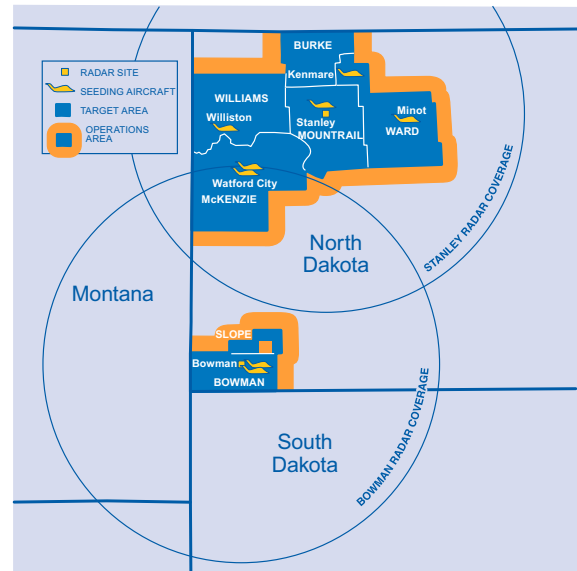 RADAR SITE
SEEDING AIRCRAFT
TARGET AREA
OPERATIONS
AREA
BURKE
Kenmare
WILLIAMS
Williston
Stanley
MOUNTRAIL
Minot
WARD
Watford City
McKENZIE
North
Dakota
STANLEY RADAR COVERAGE
Montana
SLOPE
Bowman
BOWMAN
South
Dakota
BOWMAN RADAR COVERAGE